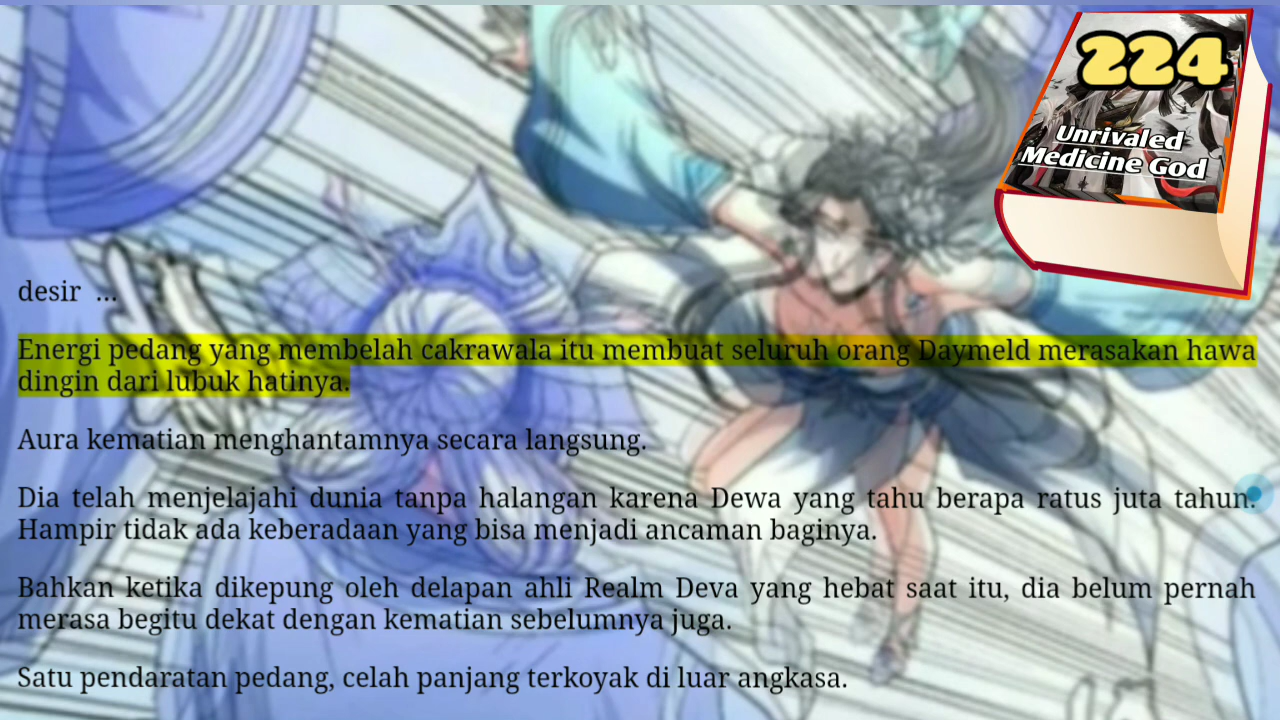 224
Unrivaled
Medicine God
desir ...
Energi pedang yang membelah cakrawala itu membuat seluruh orang Daymeld merasakan hawa
dingin dari lubuk hatinya.
Aura kematian menghantamnya secara langsung.
Dia telah menjelajahi dunia tanpa halangan karena Dewa yang tahu berapa ratus juta tahun.
Hampir tidak ada keberadaan yang bisa menjadi ancaman baginya.
Bahkan ketika dikepung oleh delapan ahli Realm Deva yang hebat saat itu, dia belum pernah
merasa begitu dekat dengan kematian sebelumnya juga.
Satu pendaratan pedang, celah panjang terkoyak di luar angkasa.